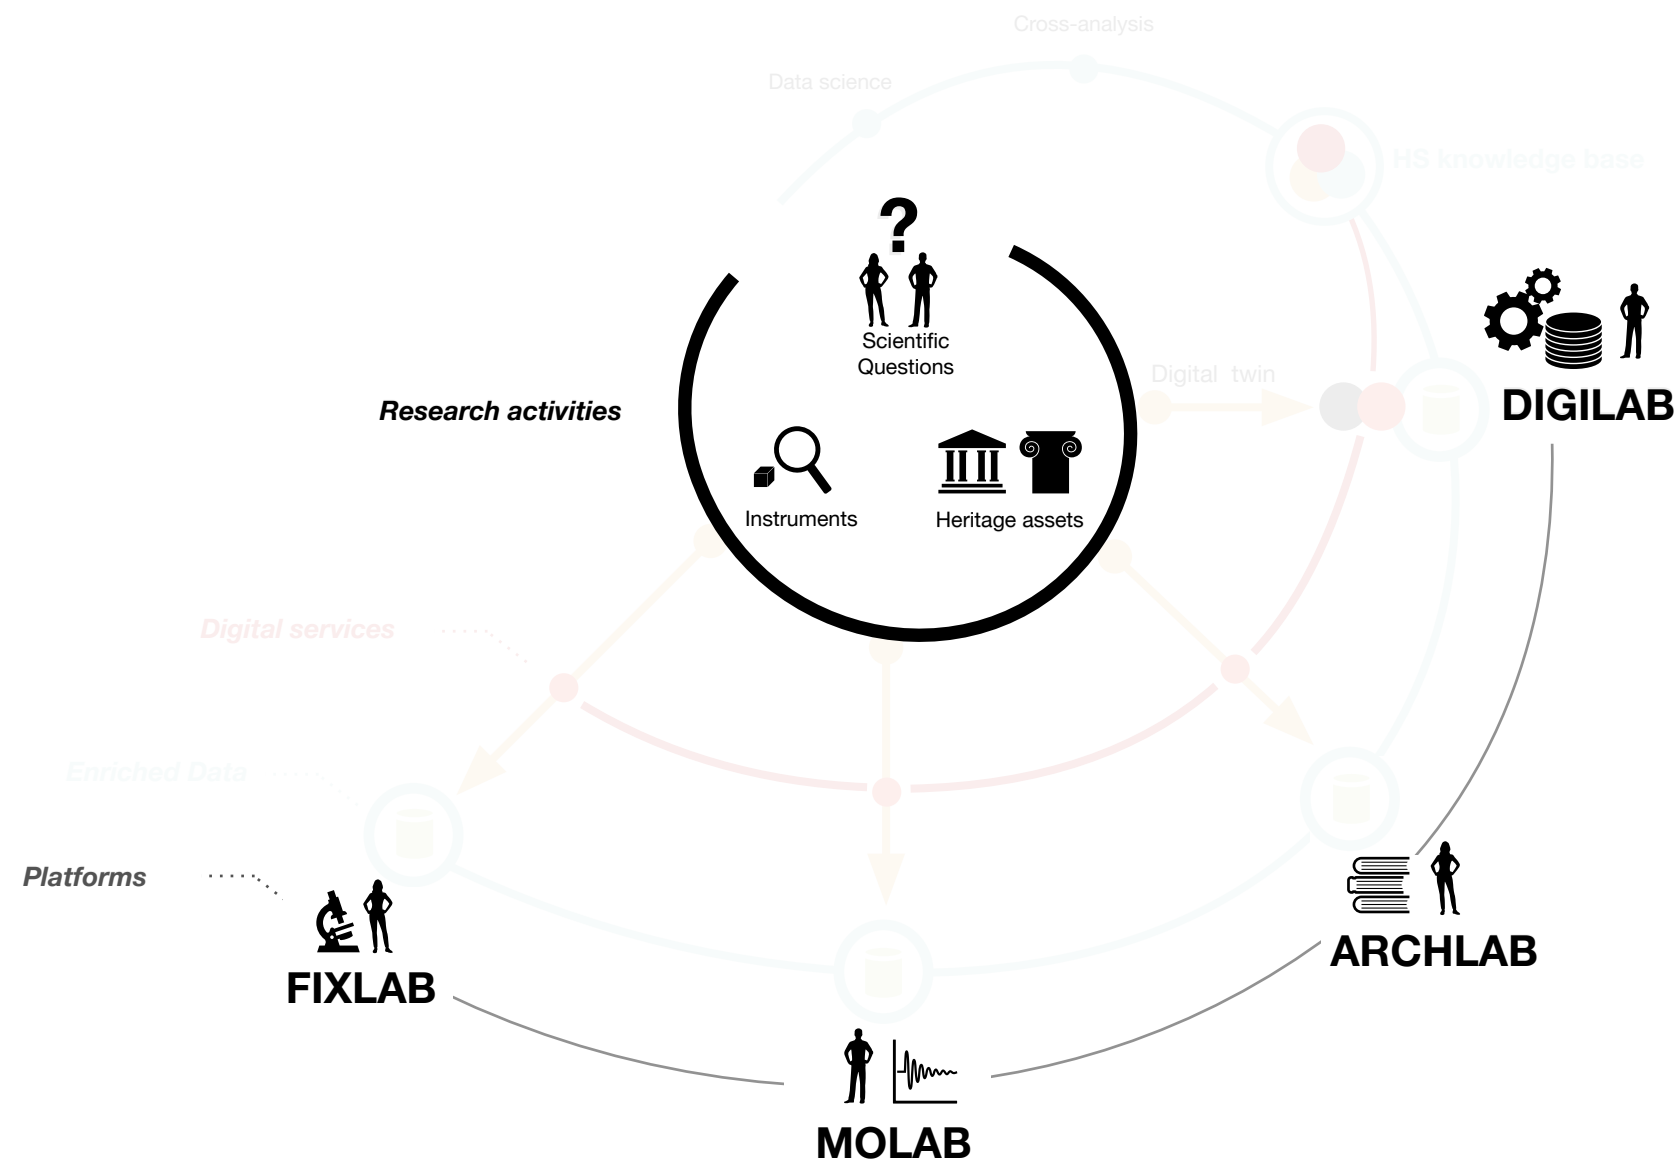 Cross-analysis
Data science
HS knowledge base
?
Scientific
Questions
Digital twin
DIGILAB
Research activities
Instruments
Heritage assets
Digital services
Enriched Data
Platforms
ARCHLAB
FIXLAB
MOLAB